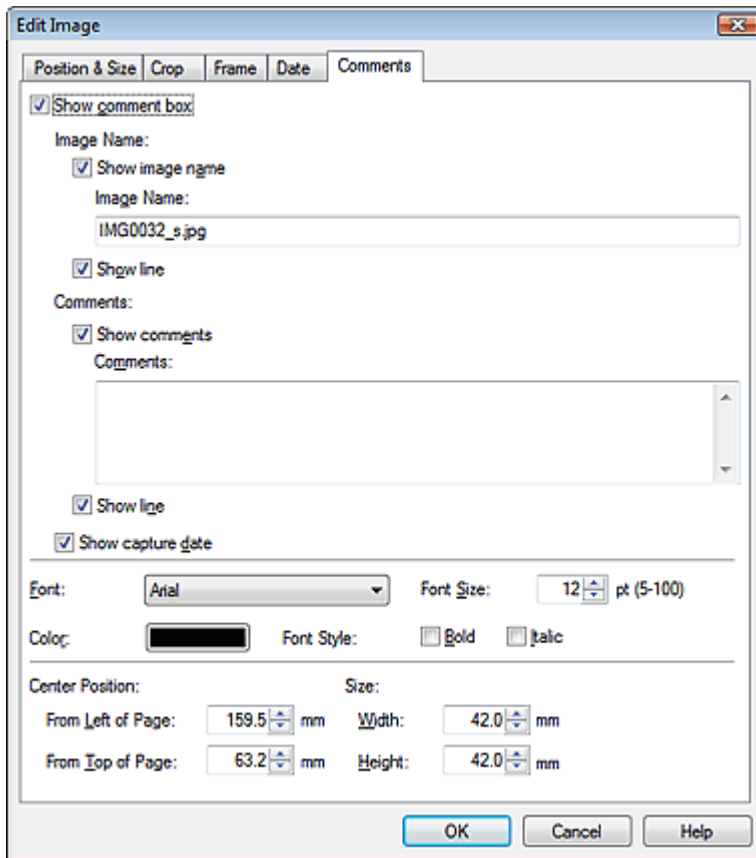 Edit Image
Position & Size Crop Frame Date Comments
Show comment box
Image Name:
Show image name
Image Name:
IMG0032_s.jpg
Show line
Comments:
Show comments
Comments:
Show line
Show capture date
Font: Arial Font Size: 12 pt (5-100)
Color: Font Style: Bold Italic
Center Position: Size:
From Left of Page: 159.5 mm Width: 42.0 mm
From Top of Page: 63.2 mm Height: 42.0 mm
OK Cancel Help